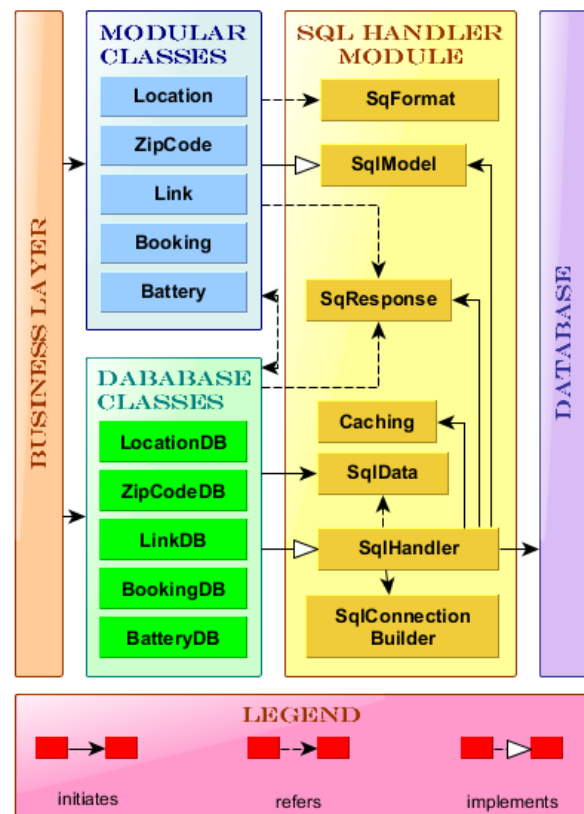 BUSINESS LAYER
MODULAR
CLASSES
Location
ZipCode
Link
Booking
Battery
DABABASE
CLASSES
LocationDB
ZipCodeDB
LinkDB
BookingDB
BatteryDB
SQL HANDLER
MODULE
SqFormat
SqlModel
SqResponse
Caching
SqlData
SqlHandler
SqlConnection
Builder
DATABASE
LEGEND
initiates
refers
implements